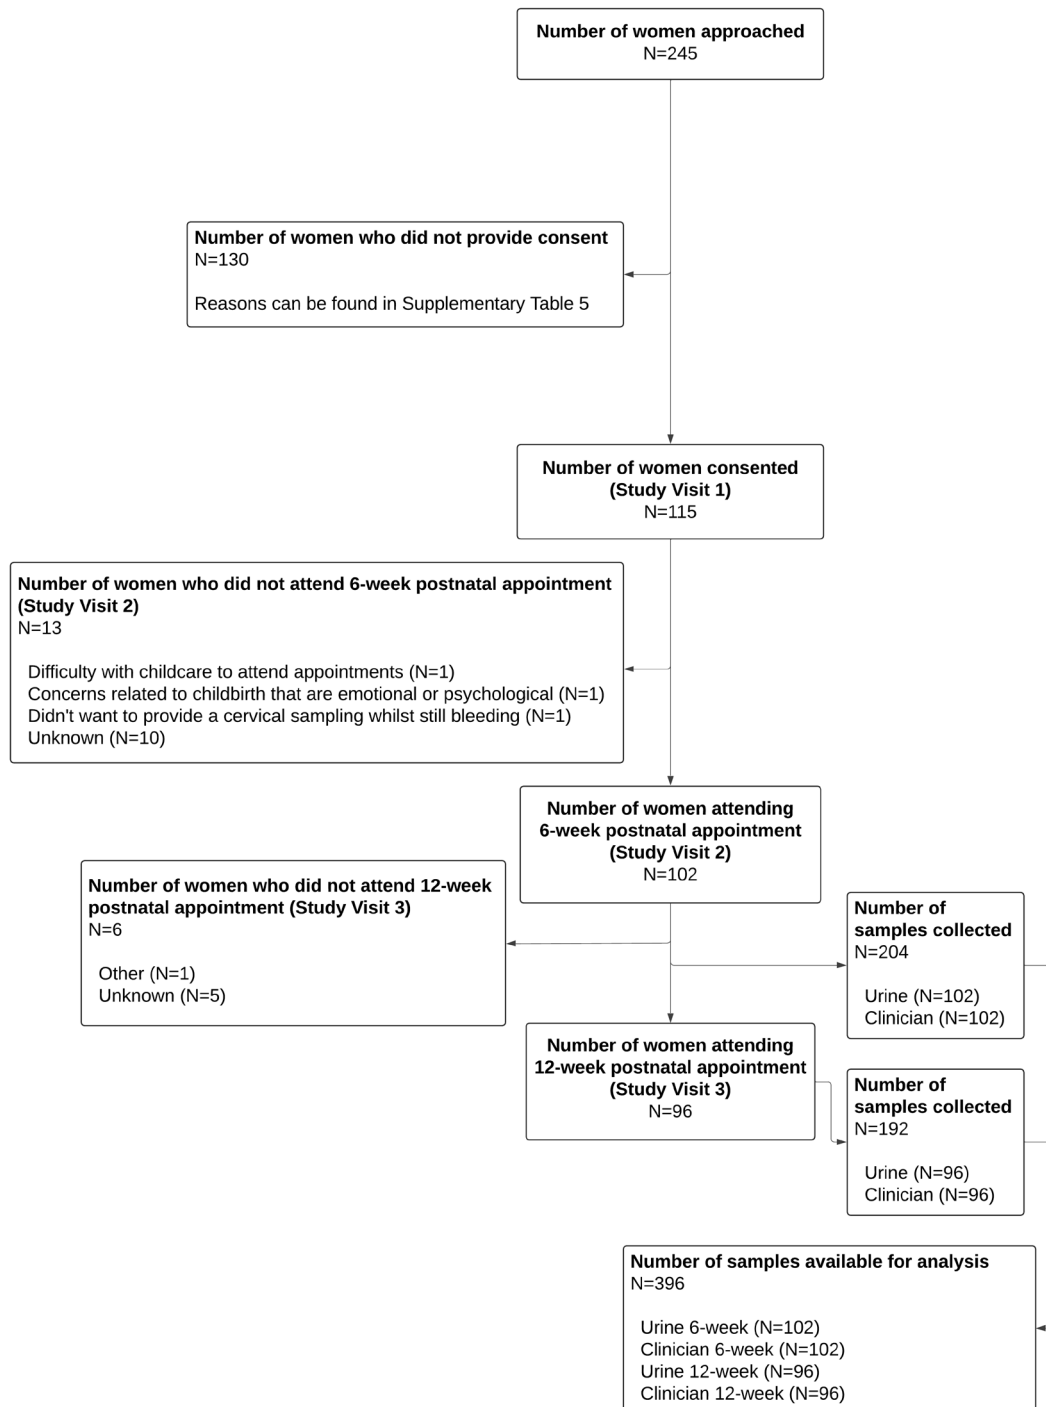 Number of women approached
N=245
Number of women who did not provide consent
N=130
Reasons can be found in Supplementary Table 5
Number of women consented
(Study Visit 1)
N=115
Number of women who did not attend 6-week postnatal appointment
(Study Visit 2)
N=13
Difficulty with childcare to attend appointments (N=1)
Concerns related to childbirth that are emotional or psychological (N=1)
Didn't want to provide a cervical sampling whilst still bleeding (N=1)
Unknown (N=10)
Number of women attending
6-week postnatal appointment
(Study Visit 2)
N=102
Number of women who did not attend 12-week
postnatal appointment (Study Visit 3)
N=6
Other (N=1)
Unknown (N=5)
Number of
samples collected
N=204
Urine (N=102)
Clinician (N=102)
Number of women attending
12-week postnatal appointment
(Study Visit 3)
N=96
Number of
samples collected
N=192
Urine (N=96)
Clinician (N=96)
Number of samples available for analysis
N=396
Urine 6-week (N=102)
Clinician 6-week (N=102)
Urine 12-week (N=96)
Clinician 12-week (N=96)